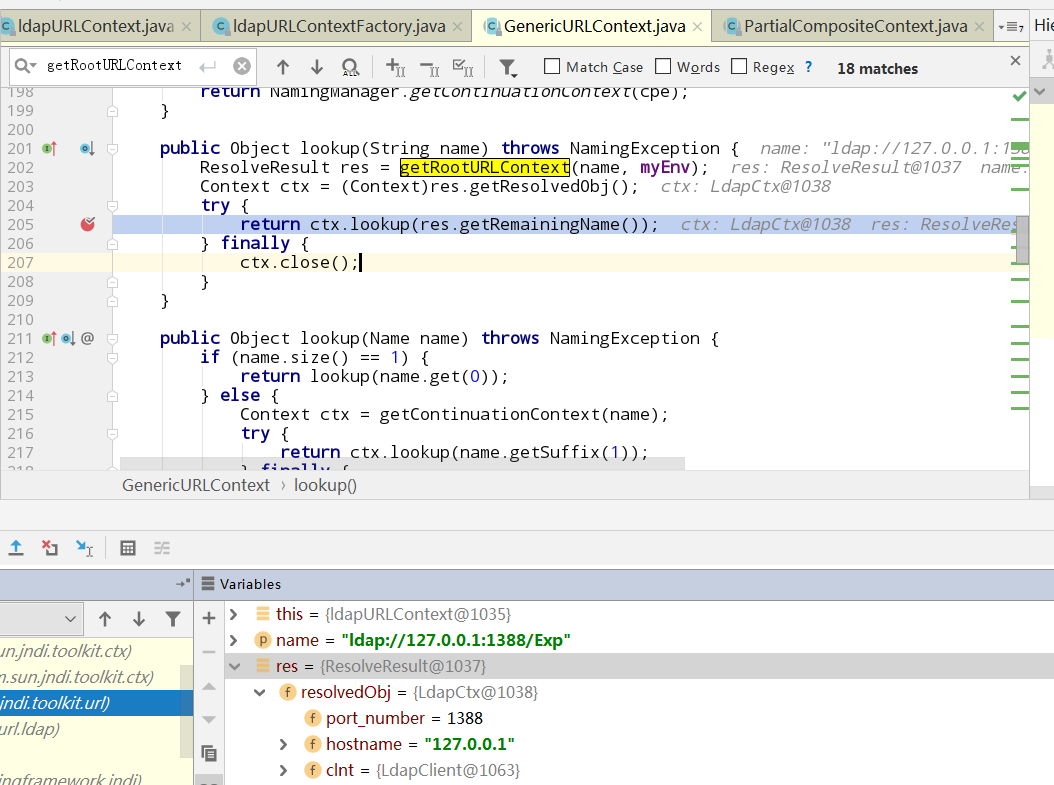 ldapURLContext.java ldapURLContextFactory.java GenericURLContext.java PartialCompositeContext.java Hie
getRootURLContext ALL II II II Match Case Words Regex ? 18 matches
198 return NamingManager.getContinuationContext(cpe);
199 }
200
201 public Object lookup(String name) throws NamingException { name: "ldap://127.0.0.1:138
202 ResolveResult res = getRootURLContext(name, myEnv); res: ResolveResult@1037 name:
203 Context ctx = (Context)res.getResolvedObj(); ctx: LdapCtx@1038
204 try {
205 return ctx.lookup(res.getRemainingName()); ctx: LdapCtx@1038 res: ResolveRes
206 } finally {
207 ctx.close();
208 }
209 }
210
211 @ public Object lookup(Name name) throws NamingException {
212 if (name.size() == 1) {
213 return lookup(name.get(0));
214 } else {
215 Context ctx = getContinuationContext(name);
216 try {
217 return ctx.lookup(name.getSuffix(1));
218 } finally {
GenericURLContext › lookup()
Variables
this = {ldapURLContext@1035}
un.jndi.toolkit.ctx)
p name = "ldap://127.0.0.1:1388/Exp"
res = {ResolveResult@1037}
m.sun.jndi.toolkit.ctx)
f resolvedObj = {LdapCtx@1038}
jndi.toolkit.url)
f port_number = 1388
url.ldap)
f hostname = "127.0.0.1"
f clnt = {LdapClient@1063}
ingframework.jndi)